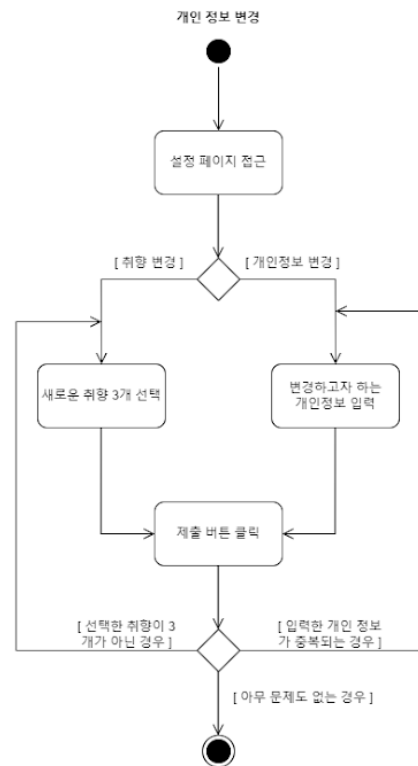 개인 정보 변경
설정 페이지 접근
[ 취향 변경 ]
[ 개인정보 변경 ]
새로운 취향 3개 선택
변경하고자 하는
개인정보 입력
제출 버튼 클릭
[ 선택한 취향이 3
개가 아닌 경우 ]
[ 입력한 개인 정보
가 중복되는 경우 ]
[ 아무 문제도 없는 경우 ]